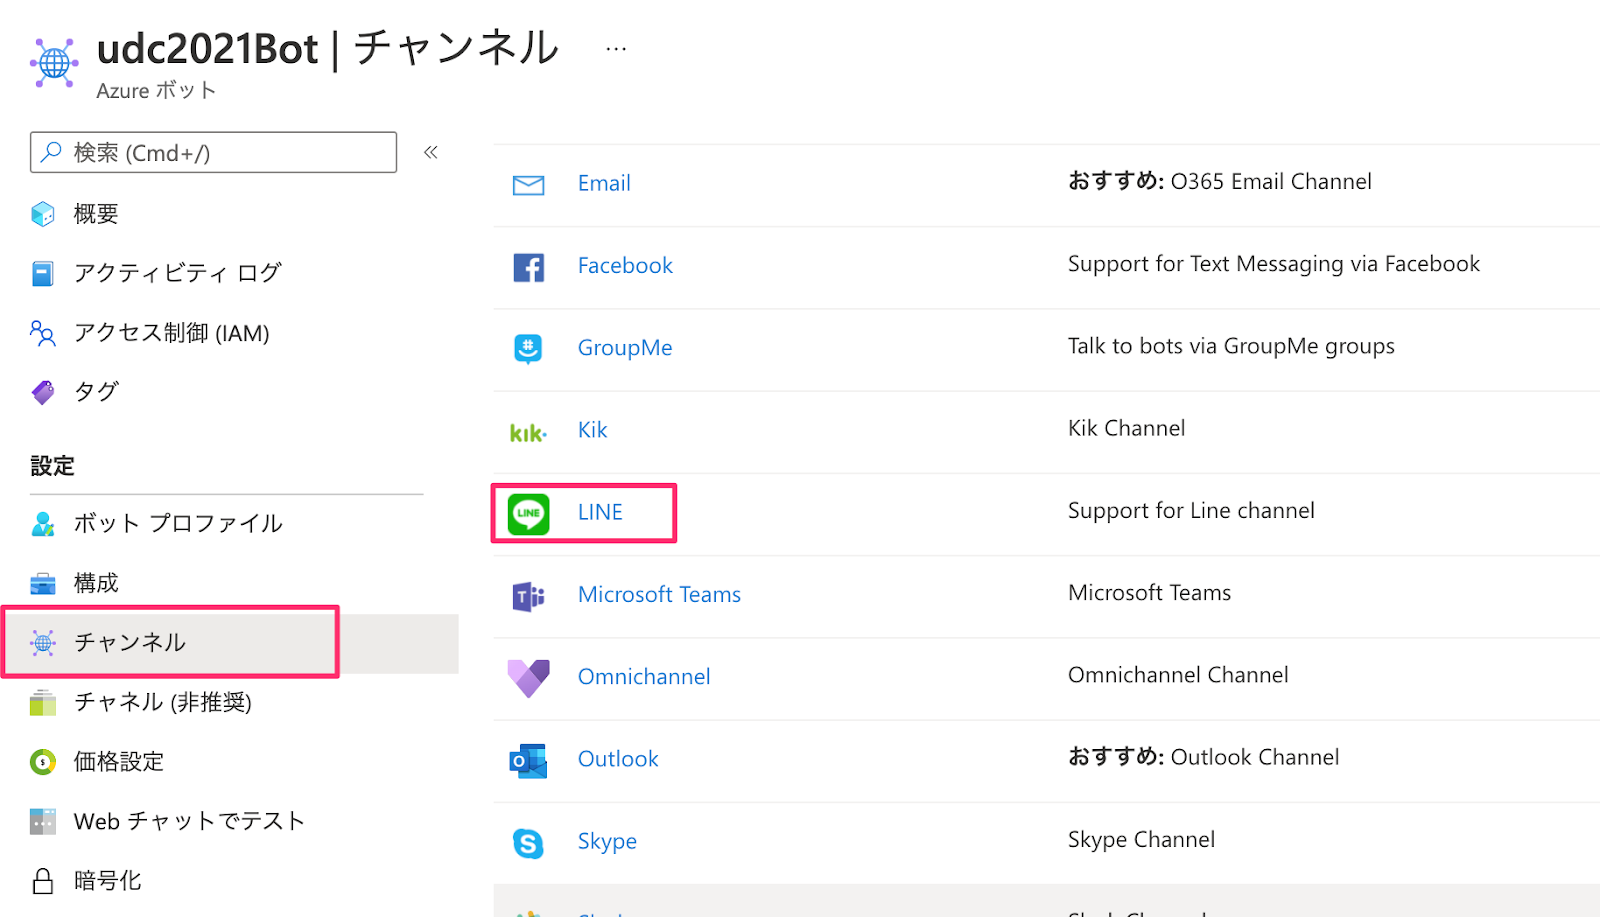 udc2021Bot | チャンネル ...
Azure ボット
検索 (Cmd+/) «
概要
アクティビティ ログ
アクセス制御 (IAM)
タグ
設定
ボット プロファイル
構成
チャンネル
チャネル (非推奨)
価格設定
Web チャットでテスト
暗号化
Email おすすめ: O365 Email Channel
Facebook Support for Text Messaging via Facebook
GroupMe Talk to bots via GroupMe groups
kik. Kik Kik Channel
LINE LINE Support for Line channel
Microsoft Teams Microsoft Teams
Omnichannel Omnichannel Channel
Outlook おすすめ: Outlook Channel
Skype Skype Channel